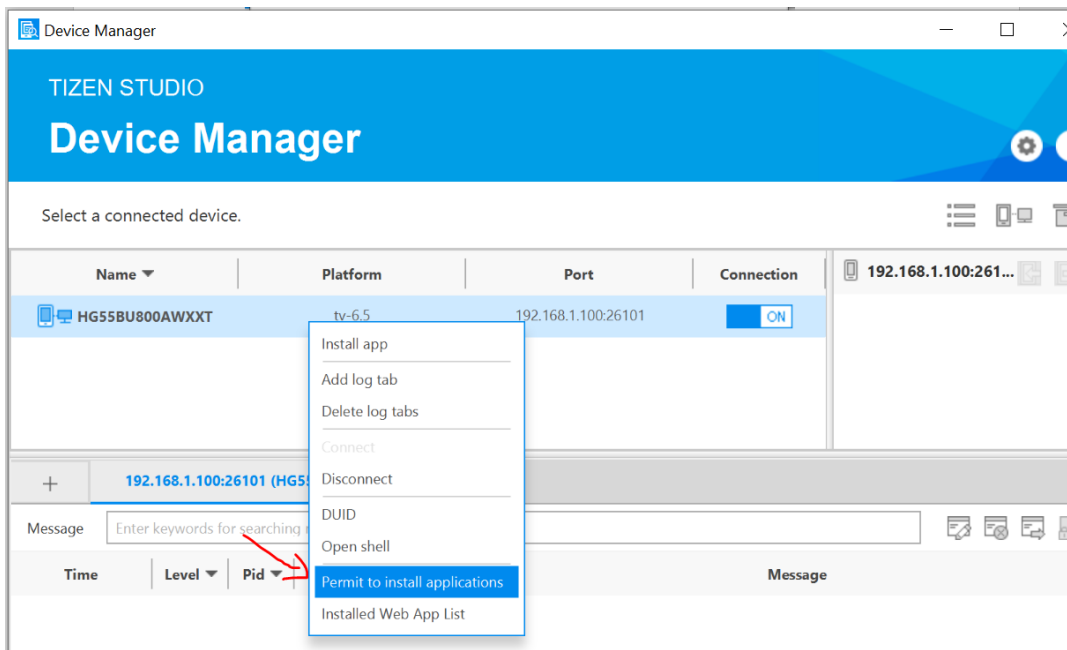 Device Manager
TIZEN STUDIO
Device Manager
Select a connected device.
Name Platform Port Connection
192.168.1.100:261...
HG55BU800AWXXT tv-6.5 192.168.1.100:26101 ON
Install app
Add log tab
Delete log tabs
Connect
Disconnect
DUID
Open shell
Permit to install applications
Installed Web App List
+ 192.168.1.100:26101 (HG55
Message Enter keywords for searching
Time Level Pid Message